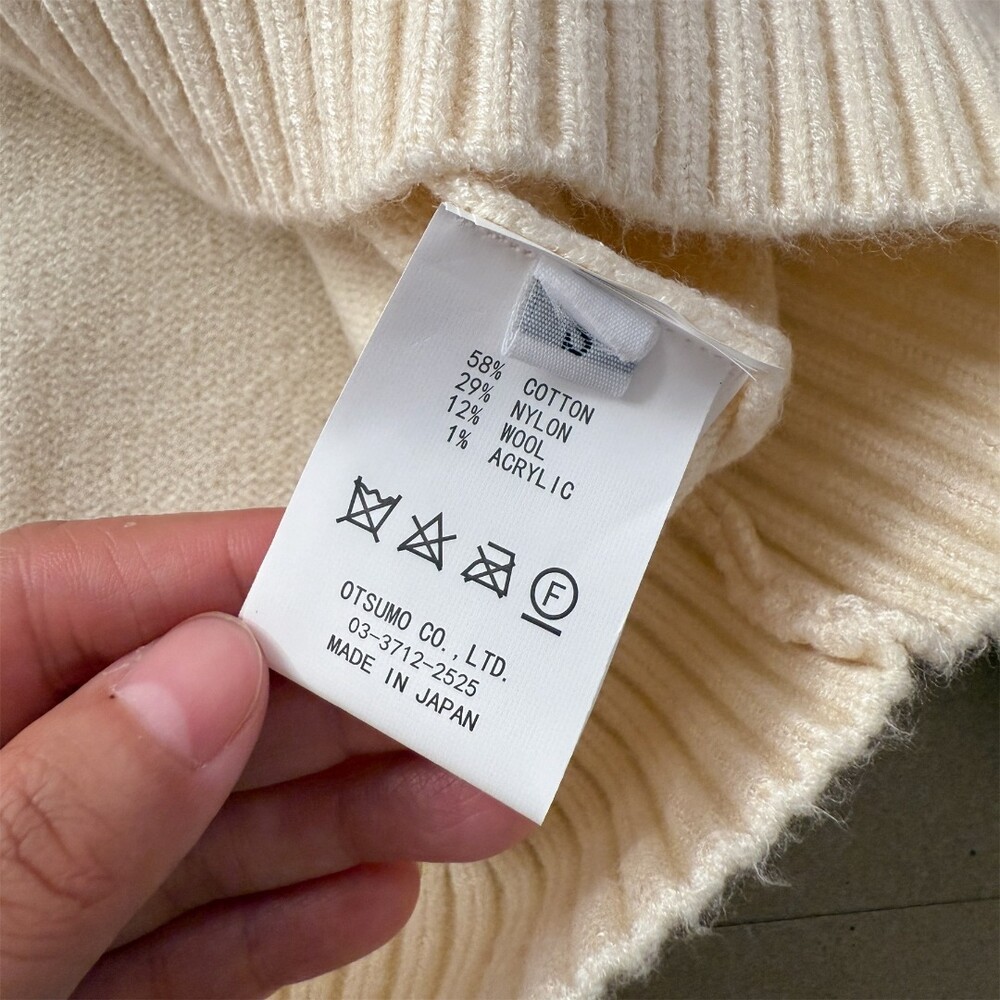 58% COTTON
29% NYLON
12% WOOL
1% ACRYLIC
F
OTSUMO CO.,LTD.
03-3712-2525
MADE IN JAPAN